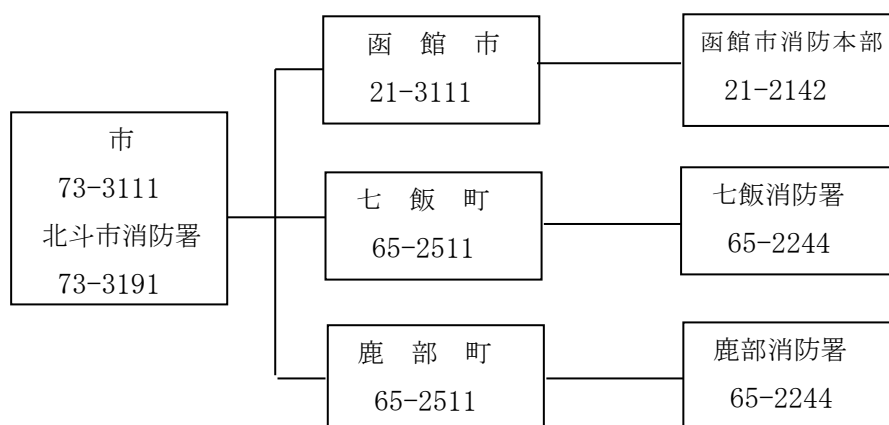 市
73-3111
北斗市消防署
73-3191
函　館　市
21-3111
函館市消防本部
21-2142
七　飯　町
65-2511
七飯消防署
65-2244
鹿　部　町
65-2511
鹿部消防署
65-2244